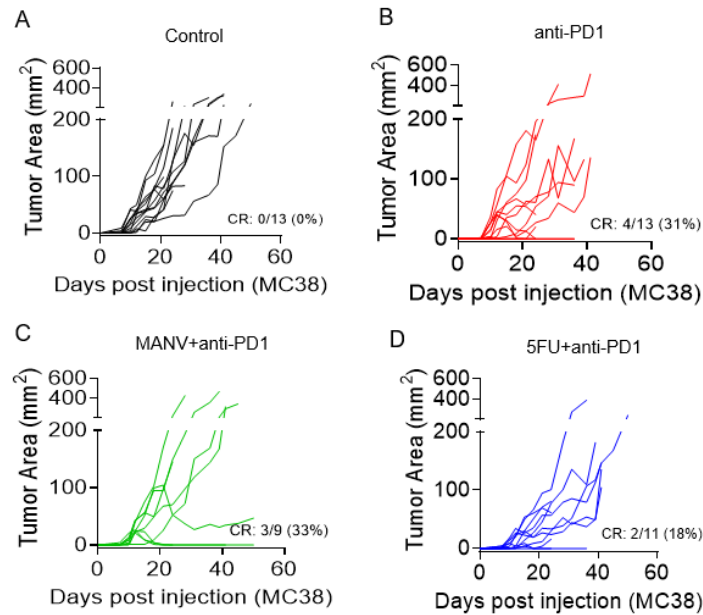 A
Control
Tumor Area (mm²)
600
400
200
100
0
CR: 0/13 (0%)
0
20
40
60
Days post injection (MC38)
B
anti-PD1
Tumor Area (mm²)
600
400
200
100
0
CR: 4/13 (31%)
0
20
40
60
Days post injection (MC38)
C
MANV+anti-PD1
Tumor Area (mm²)
600
400
200
100
0
CR: 3/9 (33%)
0
20
40
60
Days post injection (MC38)
D
5FU+anti-PD1
Tumor Area (mm²)
600
400
200
100
0
CR: 2/11 (18%)
0
20
40
60
Days post injection (MC38)